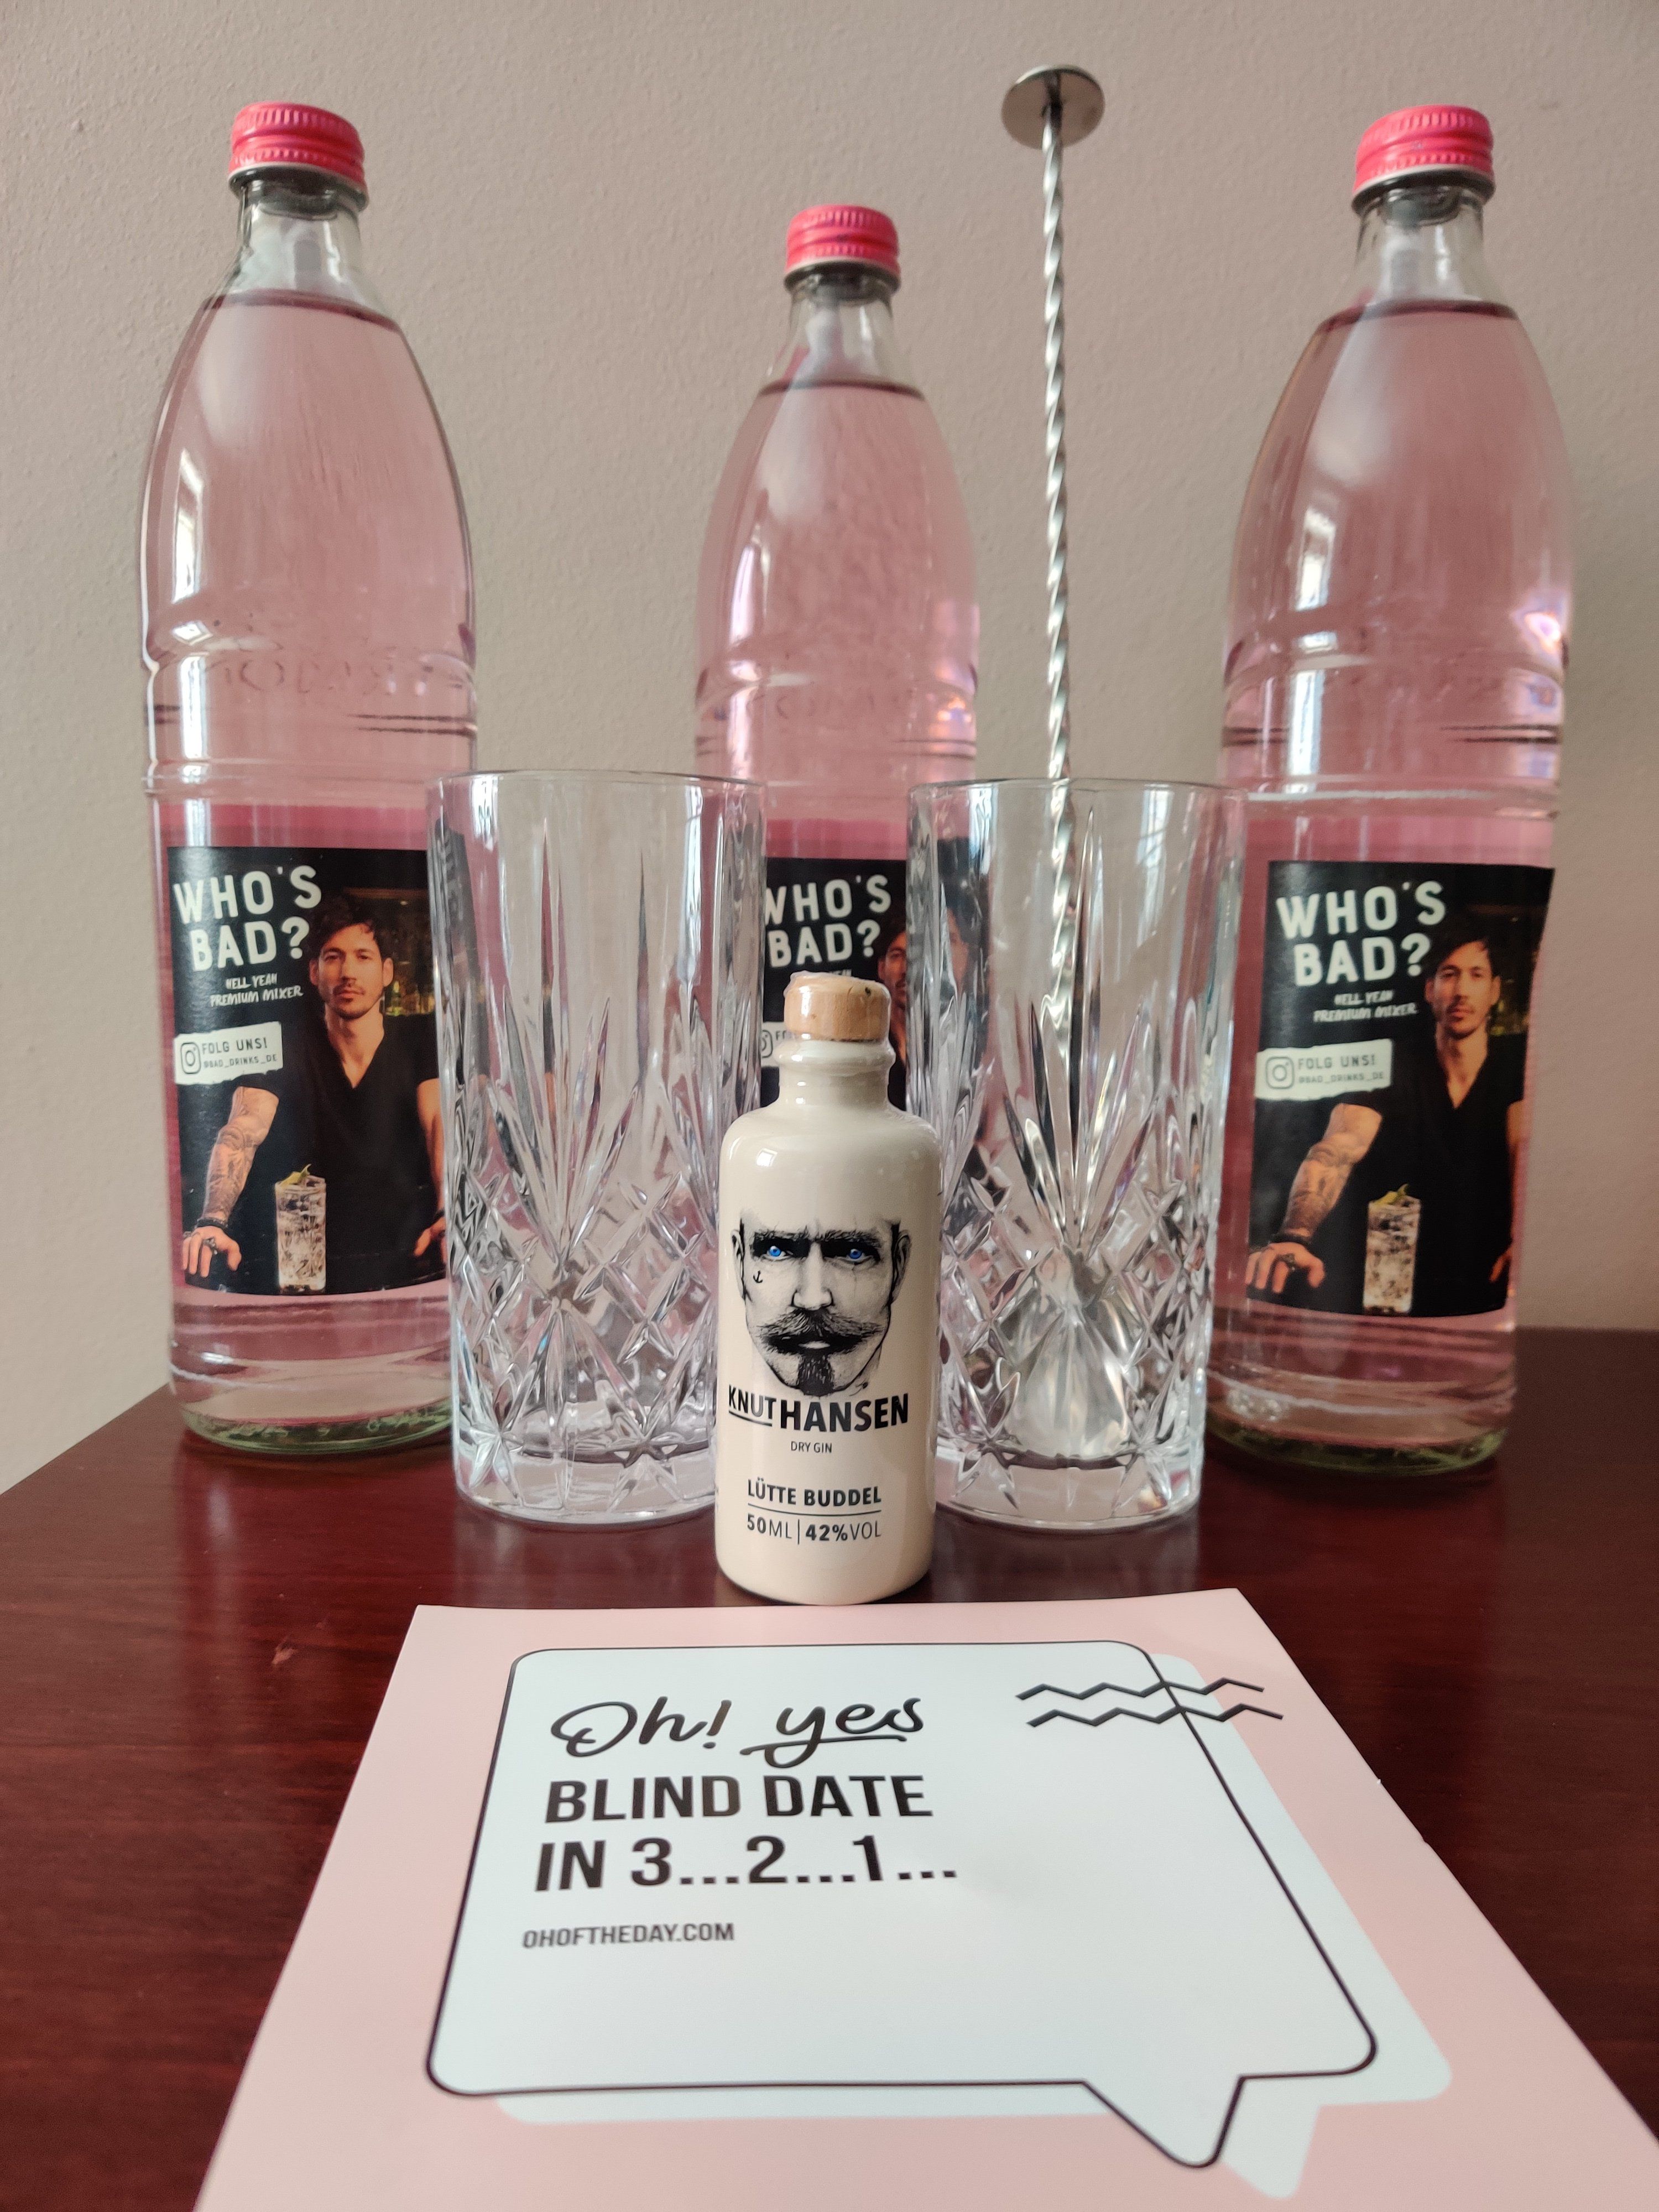 WHO'S
BAD?
HELL YEAH
PREMIUM MIXER
FOLG UNS!
@BAD_DRINKS_DE
WHO'S
BAD?
WHO'S
BAD?
HELL YEAH
PREMIUM MIXER
FOLG UNS!
@BAD_DRINKS_DE
KNUT HANSEN
DRY GIN
LÜTTE BUDDEL
50ML | 42%VOL
Oh! yes
BLIND DATE
IN 3...2...1...
OHOFTHEDAY.COM